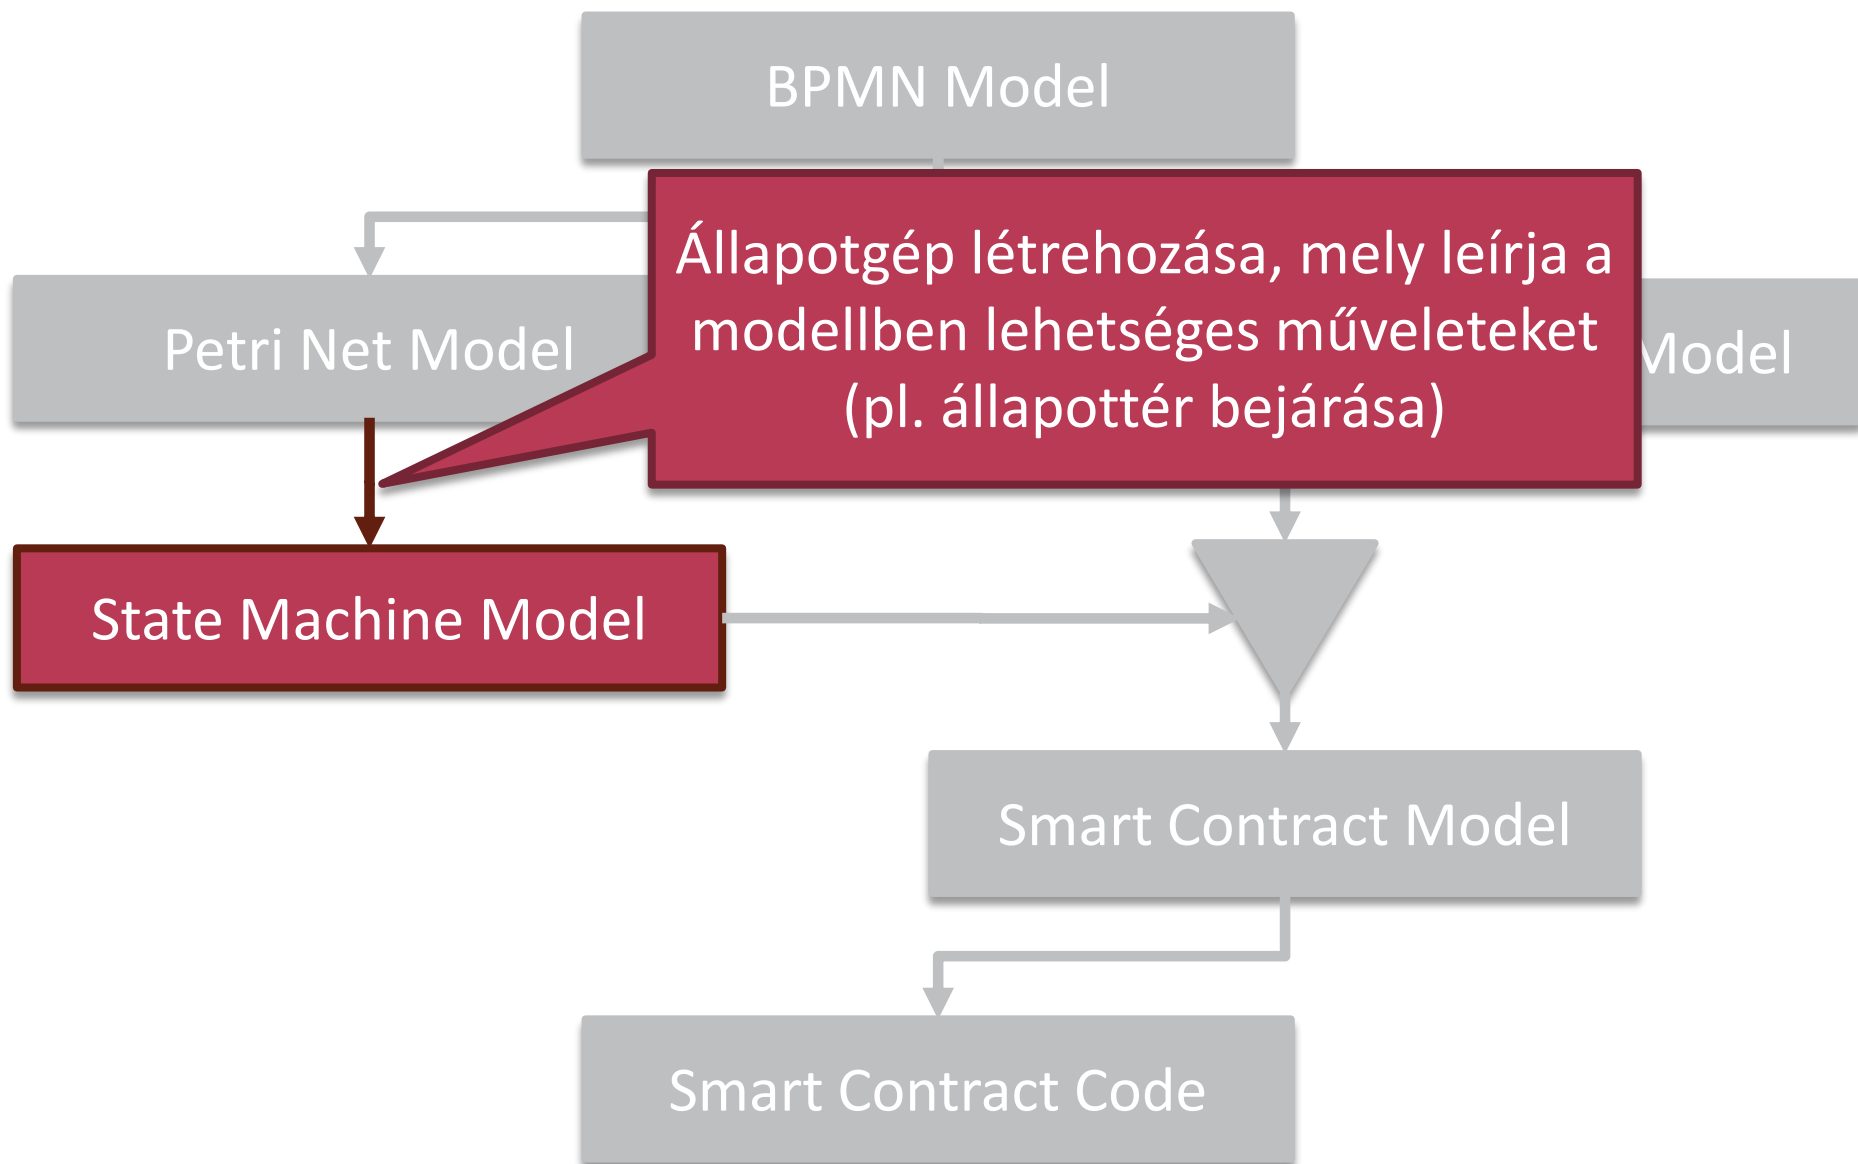 BPMN Model
Állapotgép létrehozása, mely leírja a
modellben lehetséges műveleteket
(pl. állapottér bejárása)
Petri Net Model
Model
State Machine Model
Smart Contract Model
Smart Contract Code